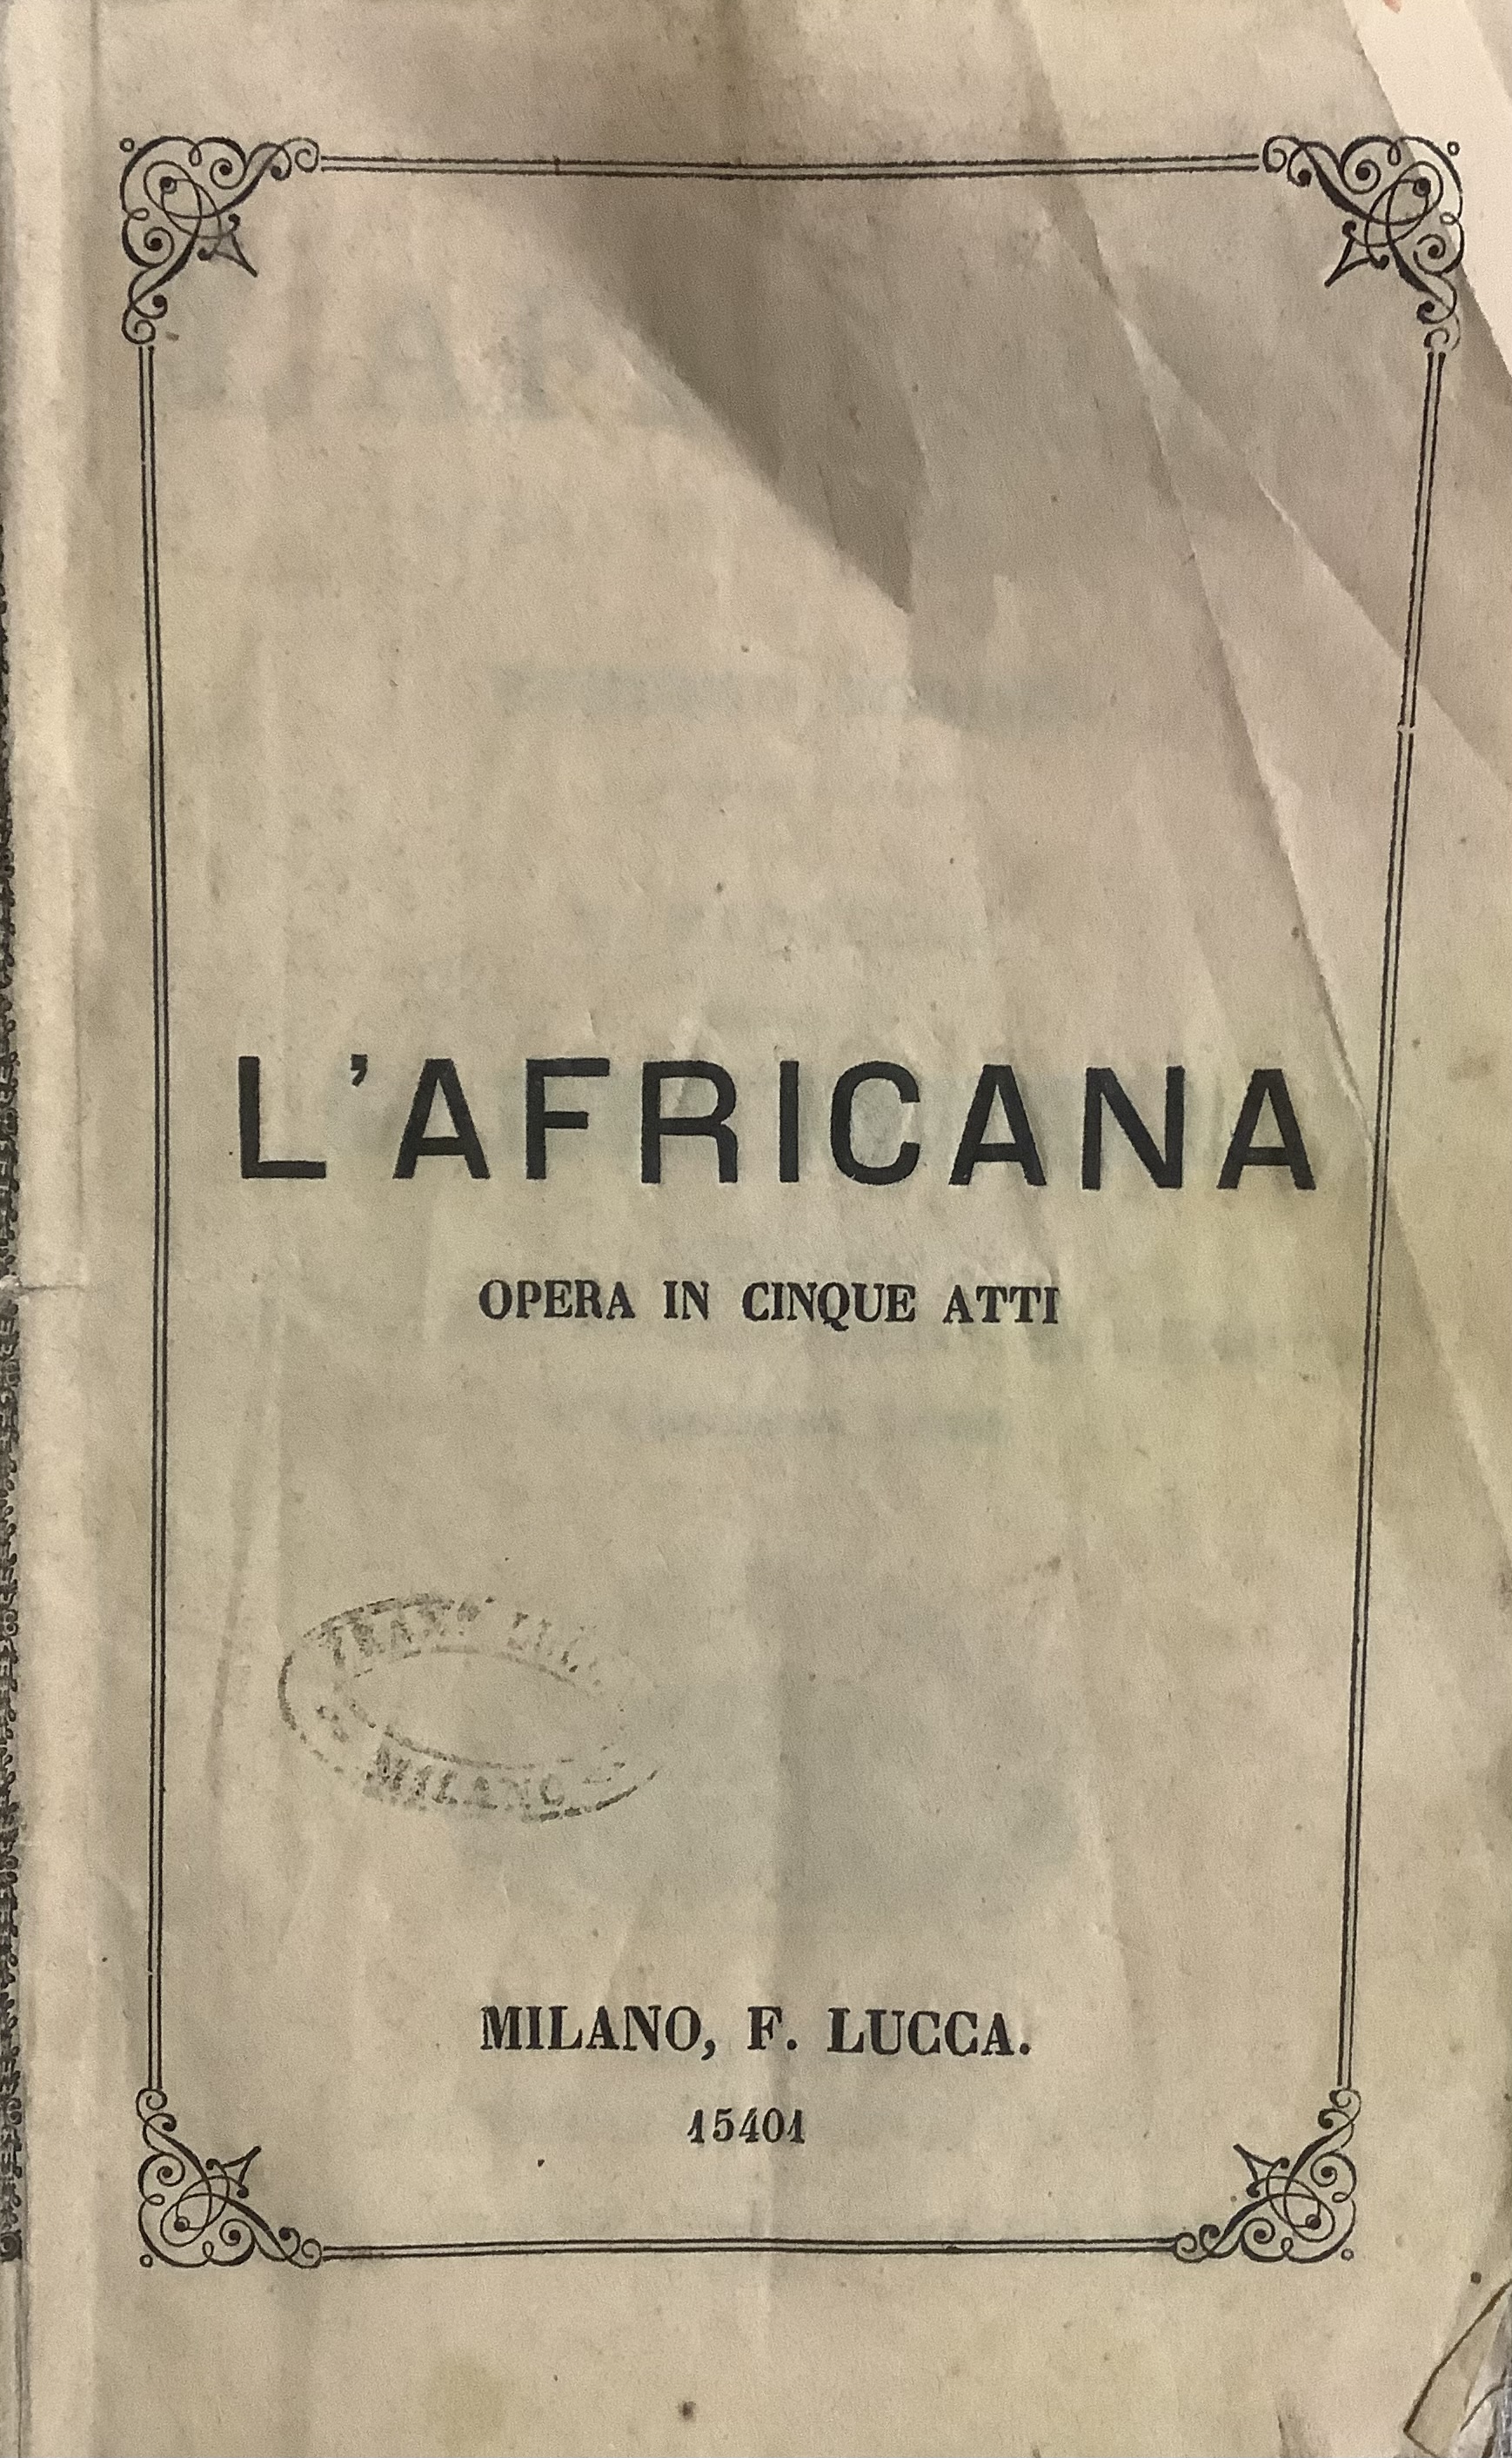 L'AFRICANA
OPERA IN CINQUE ATTI
MILANO
MILANO, F. LUCCA.
15401